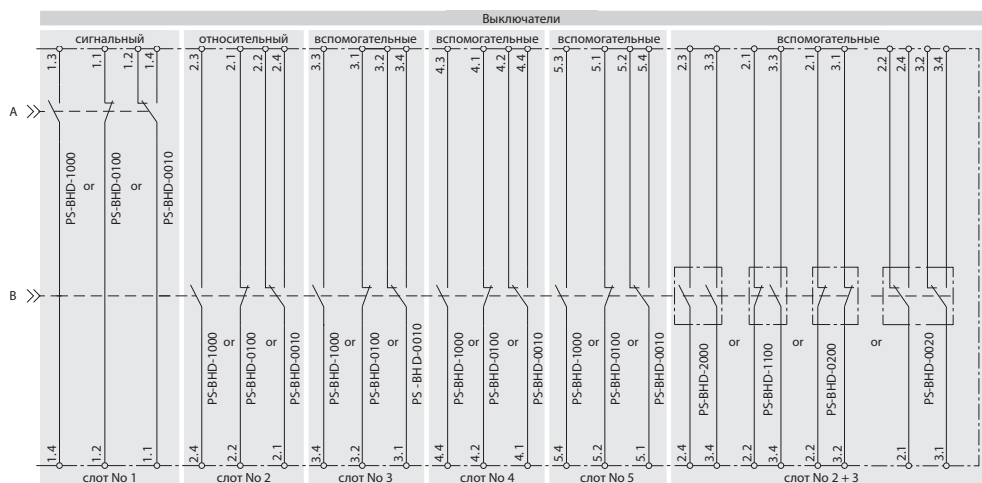 Выключатели
сигнальный относительный вспомогательные вспомогательные вспомогательные вспомогательные
1.3 1.1 1.2 1.4 2.3 2.1 2.2 2.4 3.3 3.1 3.2 3.4 4.3 4.1 4.2 4.4 5.3 5.1 5.2 5.4 2.3 3.3 2.1 3.3 2.1 3.1 2.2 2.4 3.2 3.4
A
PS-BHD-1000 or PS-BHD-0100 or PS-BHD-0010
B
PS-BHD-1000 or PS-BHD-0100 or PS-BHD-0010 PS-BHD-1000 or PS-BHD-0100 or PS -BH D-0010 PS-BHD-1000 or PS-BHD-0100 or PS-BHD-0010 PS-BHD-1000 or PS-BHD-0100 or PS-BHD-0010 PS-BHD-2000 or PS-BHD-1100 or PS-BHD-0200 or PS-BHD-0020
1.4 1.2 1.1 2.4 2.2 2.1 3.4 3.2 3.1 4.4 4.2 4.1 5.4 5.2 5.1 2.4 3.4 2.2 3.4 2.2 3.2 2.1 3.1
слот No 1 слот No 2 слот No 3 слот No 4 слот No 5 слот No 2 + 3